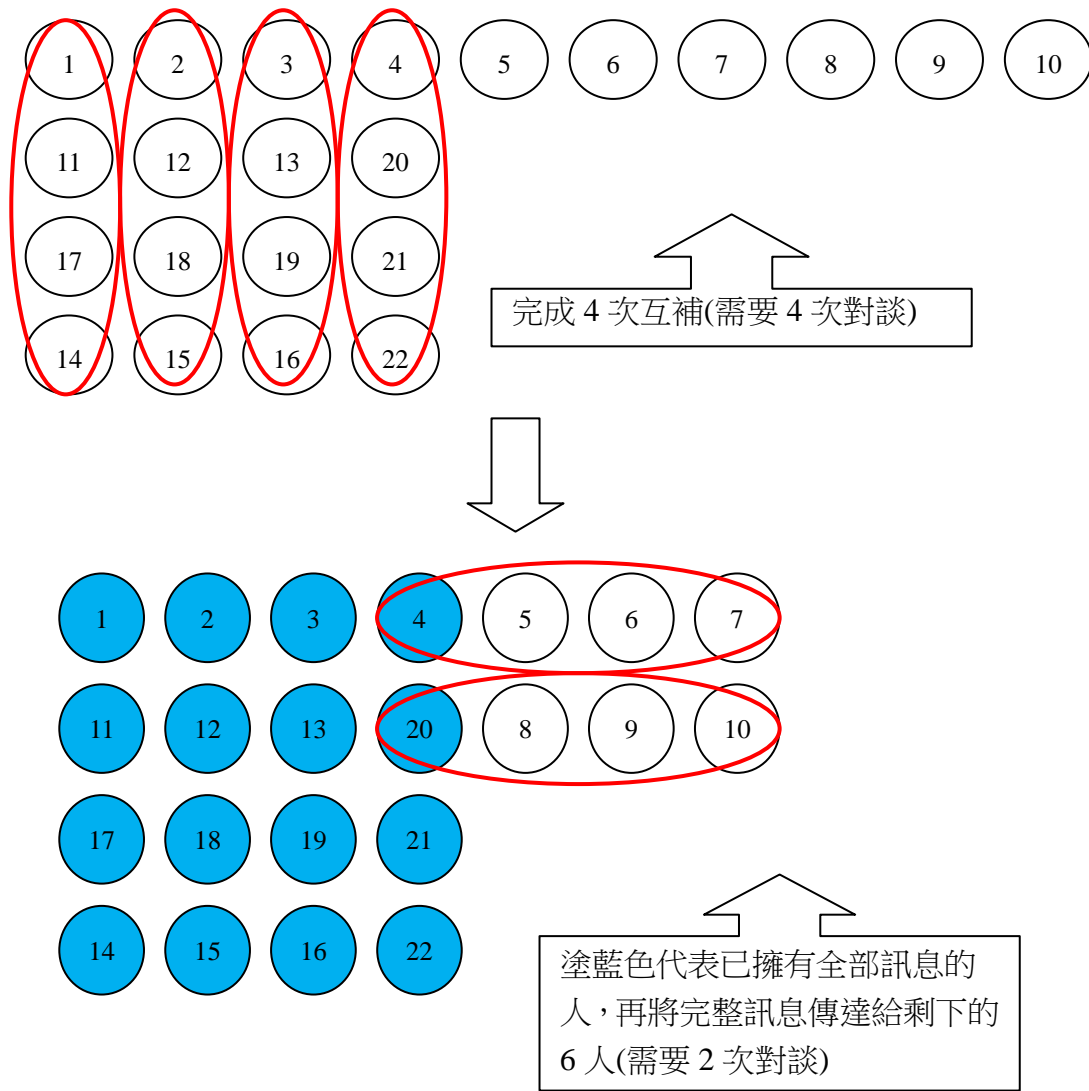 1 2 3 4 5 6 7 8 9 10
11 12 13 20
17 18 19 21
14 15 16 22
完成 4 次互補(需要 4 次對談)
1 2 3 4 5 6 7
11 12 13 20 8 9 10
17 18 19 21
14 15 16 22
塗藍色代表已擁有全部訊息的
人，再將完整訊息傳達給剩下的
6 人(需要 2 次對談)